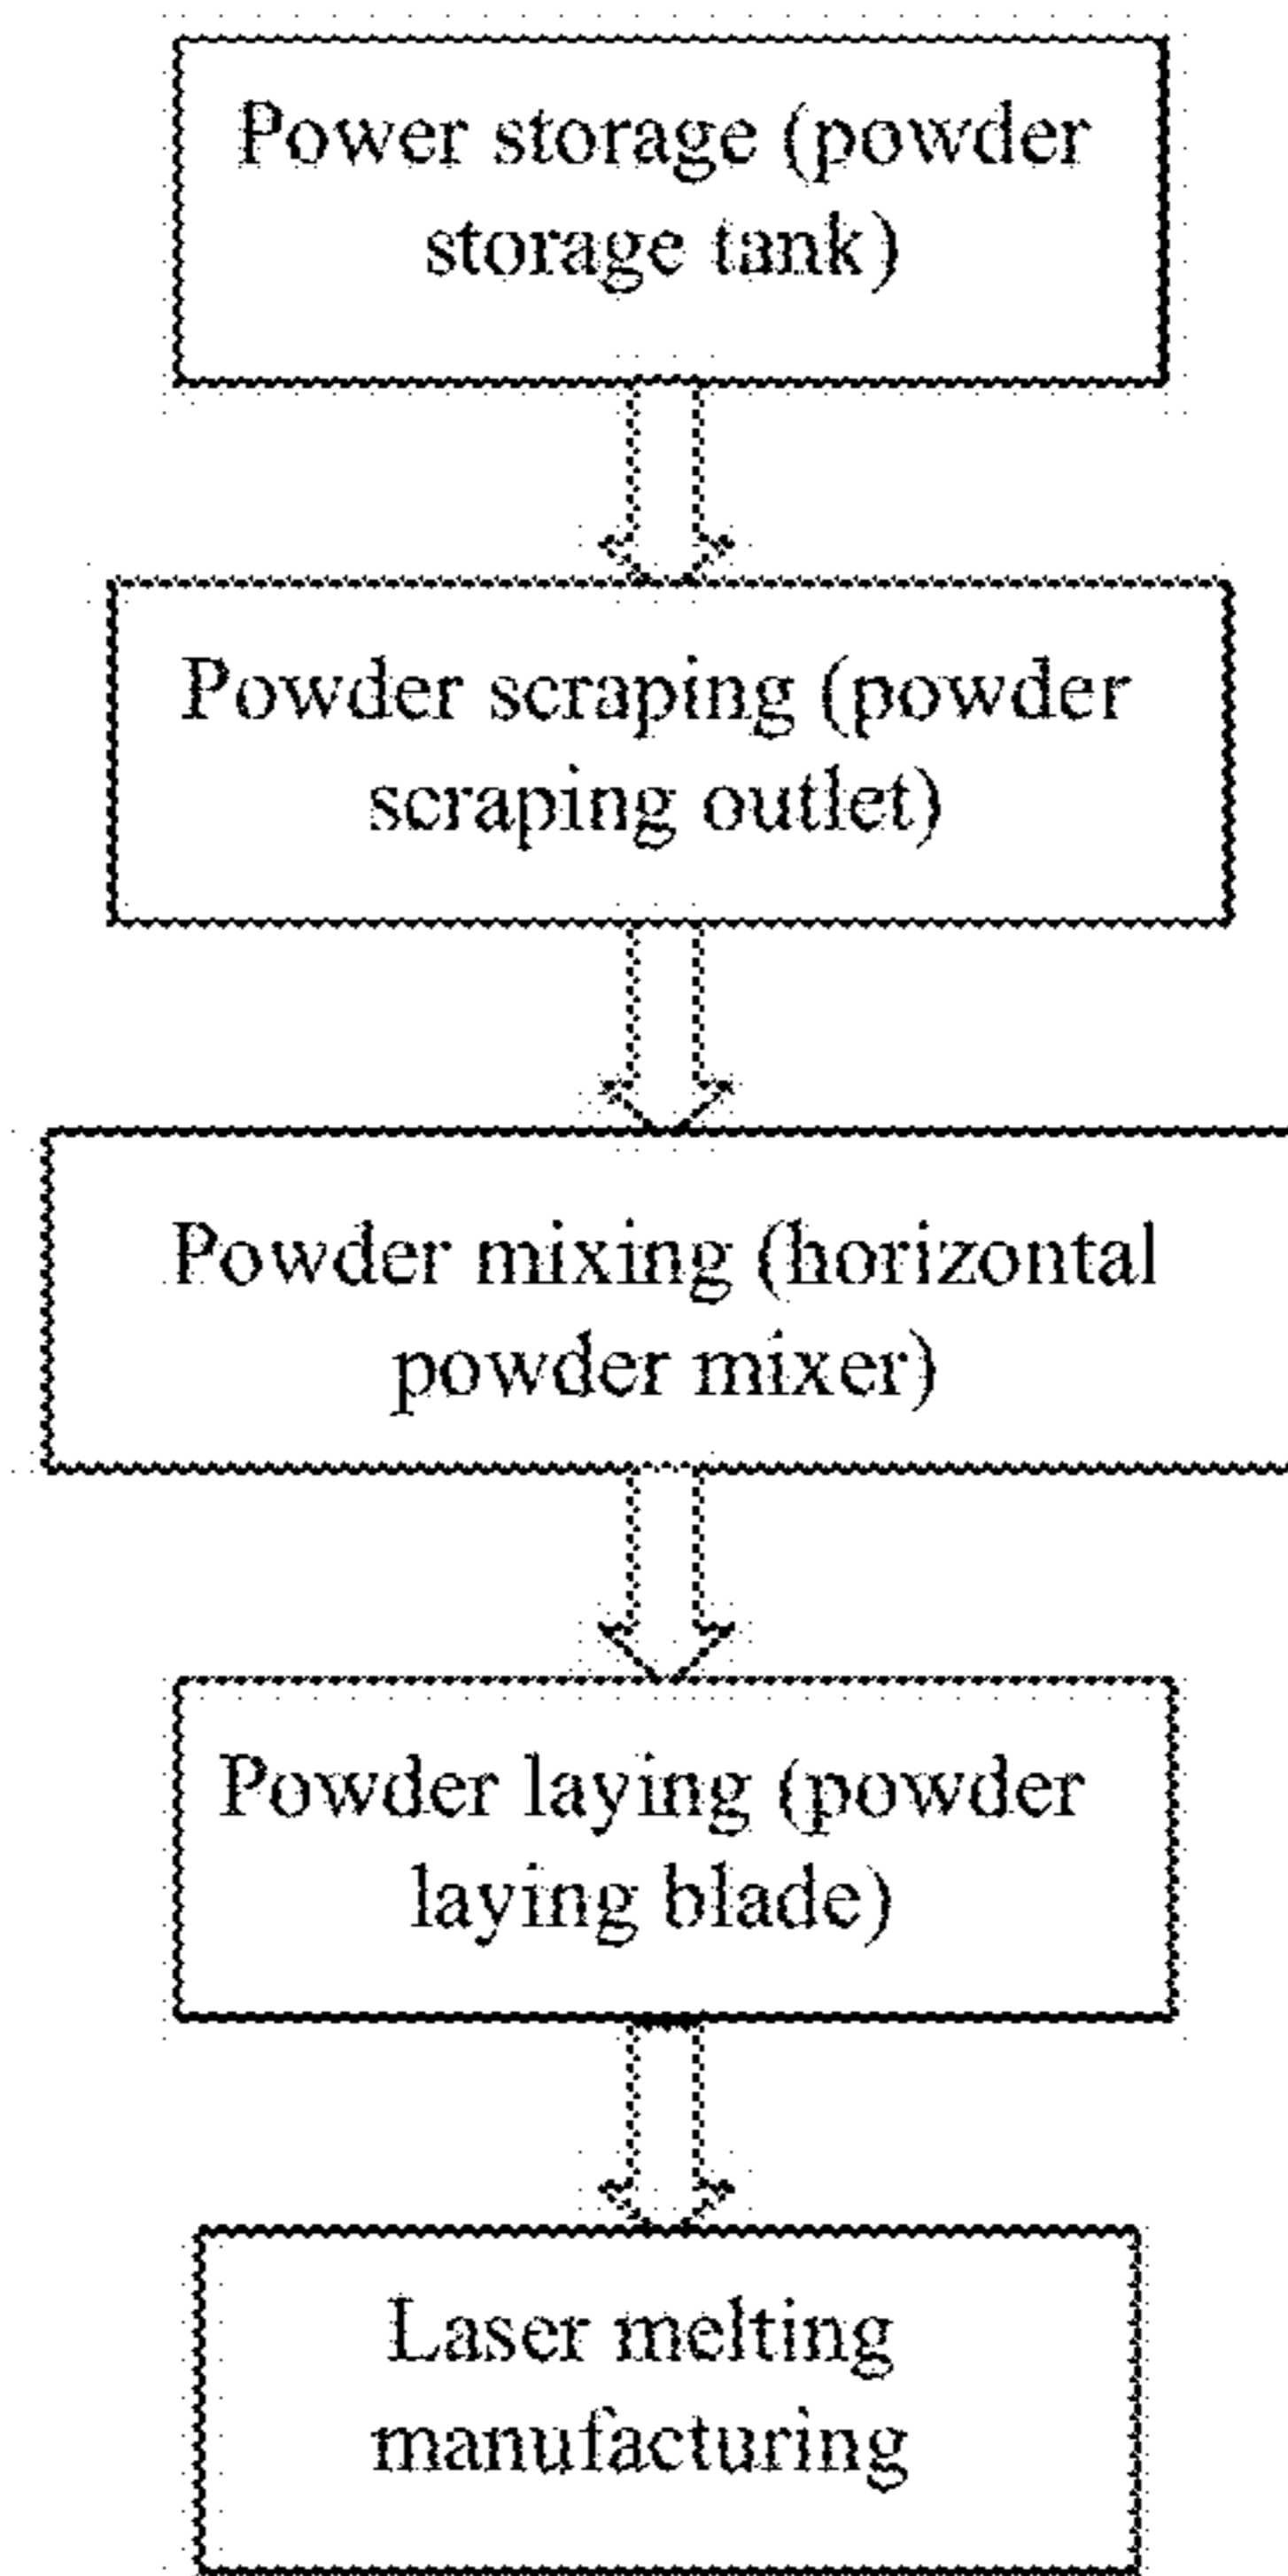 Power storage (powder
storage tank)
Powder scraping (powder
scraping outlet)
Powder mixing (horizontal
powder mixer)
Powder laying (powder
laying blade)
Laser melting
manufacturing